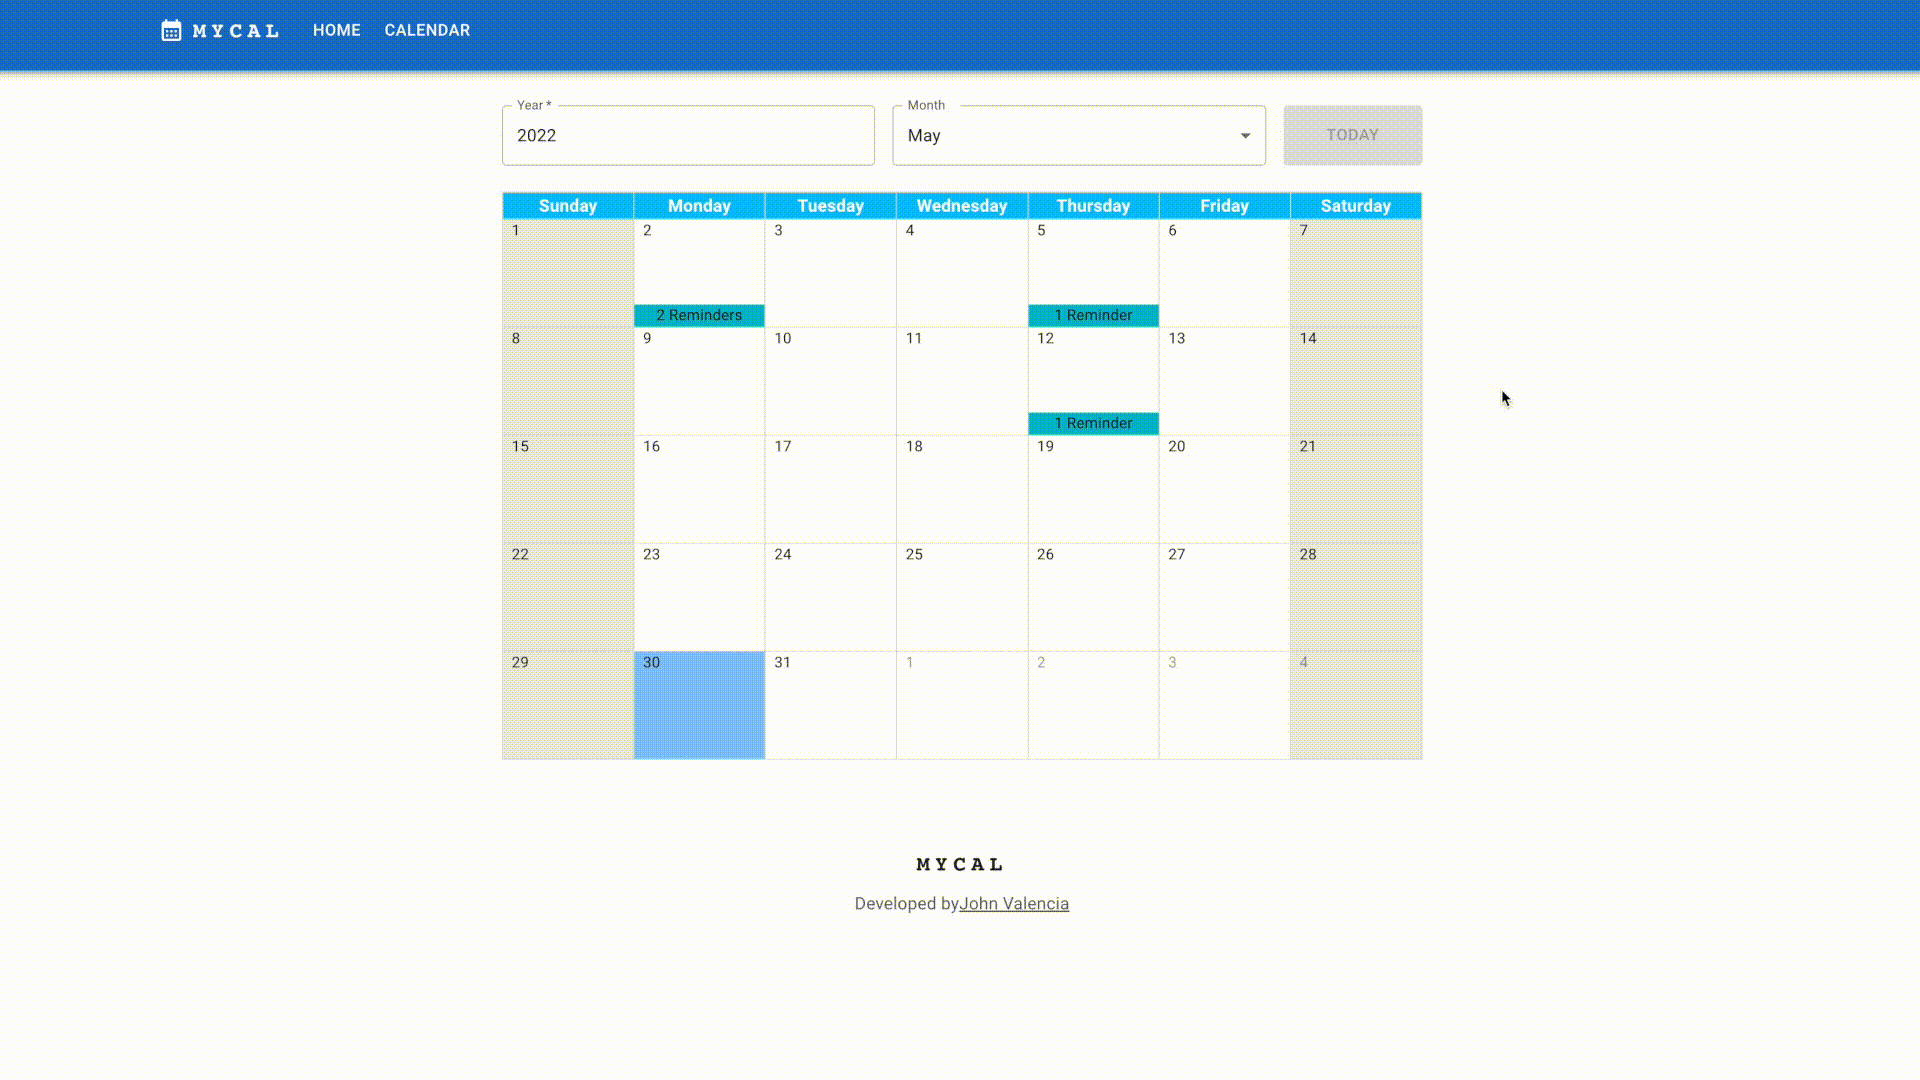 MYCAL HOME CALENDAR
Year *
Month
2022
May
TODAY
Sunday Monday Tuesday Wednesday Thursday Friday Saturday
1 2 3 4 5 6 7
2 Reminders 1 Reminder
8 9 10 11 12 13 14
1 Reminder
15 16 17 18 19 20 21
22 23 24 25 26 27 28
29 30 31 1 2 3 4
MYCAL
Developed byJohn Valencia